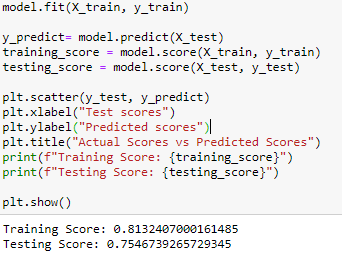 model.fit(X_train, y_train)
y_predict= model.predict(X_test)
training_score = model.score(X_train, y_train)
testing_score = model.score(X_test, y_test)
plt.scatter(y_test, y_predict)
plt.xlabel("Test scores")
plt.ylabel("Predicted scores")
plt.title("Actual Scores vs Predicted Scores")
print(f"Training Score: {training_score}")
print(f"Testing Score: {testing_score}")
plt.show()
Training Score: 0.8132407000161485
Testing Score: 0.7546739265729345